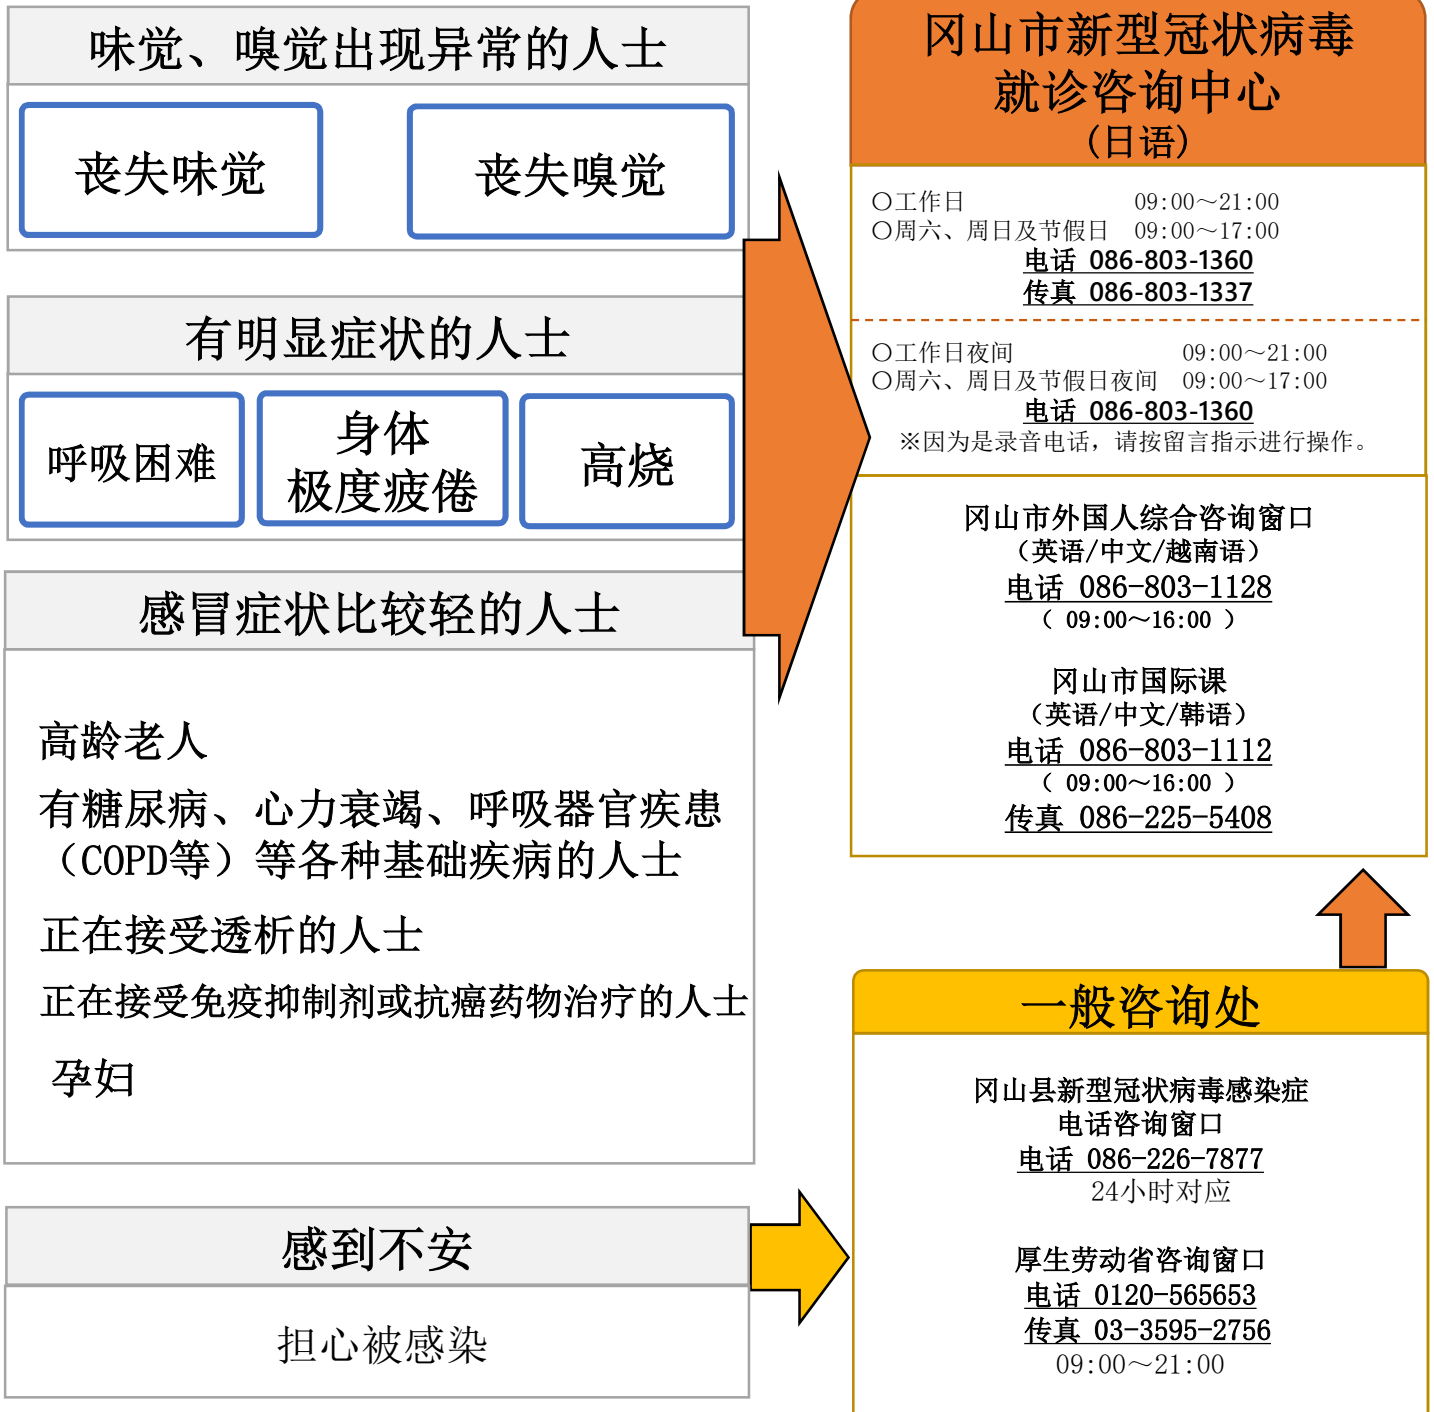 味觉、嗅觉出现异常的人士
丧失味觉
丧失嗅觉
有明显症状的人士
呼吸困难
身体
极度疲倦
高烧
感冒症状比较轻的人士
高龄老人
有糖尿病、心力衰竭、呼吸器官疾患
（COPD等）等各种基础疾病的人士
正在接受透析的人士
正在接受免疫抑制剂或抗癌药物治疗的人士
孕妇
感到不安
担心被感染
冈山市新型冠状病毒
就诊咨询中心
(日语)
〇工作日 09:00～21:00
〇周六、周日及节假日 09:00～17:00
电话 086-803-1360
传真 086-803-1337
〇工作日夜间 09:00～21:00
〇周六、周日及节假日夜间 09:00～17:00
电话 086-803-1360
※因为是录音电话，请按留言指示进行操作。
冈山市外国人综合咨询窗口
（英语/中文/越南语）
电话 086−803−1128
（ 09:00～16:00 ）
冈山市国际课
（英语/中文/韩语）
电话 086−803−1112
（ 09:00～16:00 ）
传真 086−225−5408
一般咨询处
冈山县新型冠状病毒感染症
电话咨询窗口
电话 086−226−7877
24小时对应
厚生劳动省咨询窗口
电话 0120−565653
传真 03−3595−2756
09:00～21:00